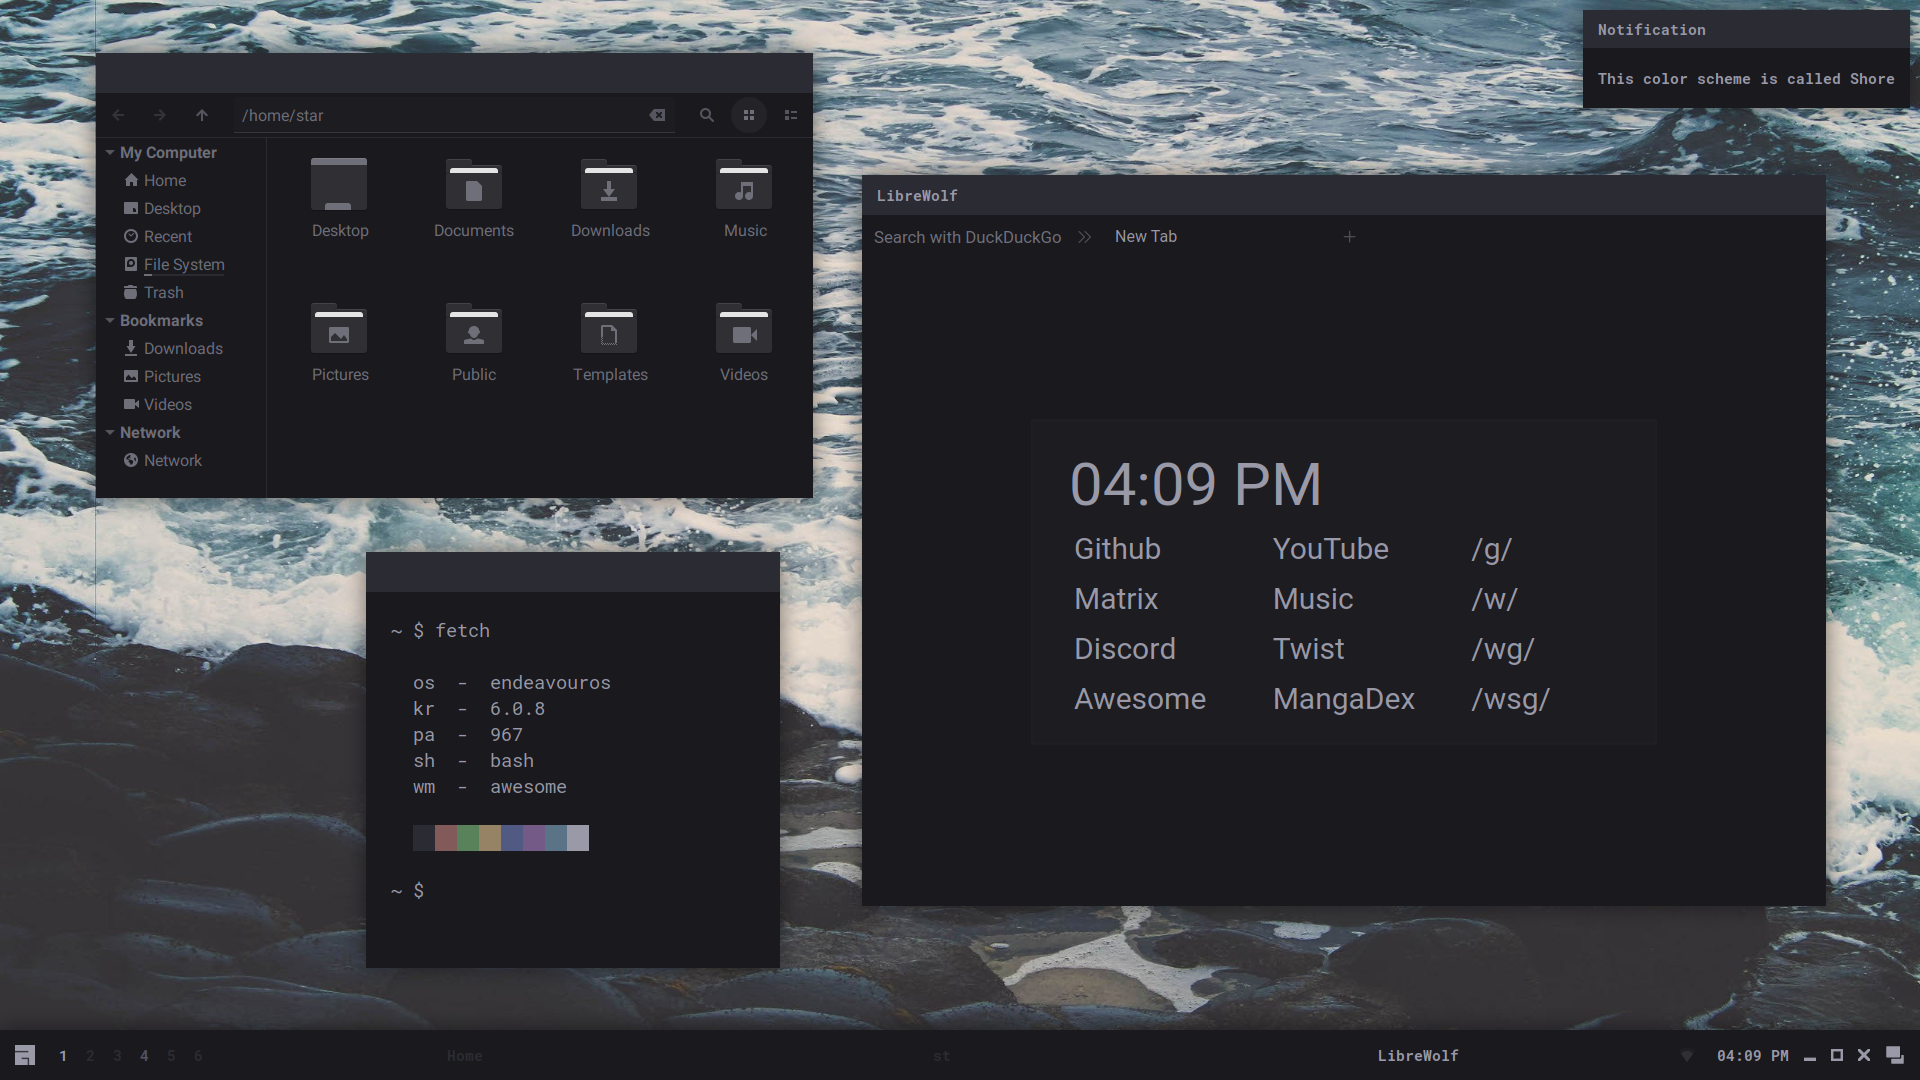 Notification
This color scheme is called Shore
/home/star
My Computer
Home
Desktop
Recent
File System
Trash
Bookmarks
Downloads
Pictures
Videos
Network
Network
Desktop Documents Downloads Music
Pictures Public Templates Videos
LibreWolf
Search with DuckDuckGo New Tab
04:09 PM
Github YouTube /g/
Matrix Music /w/
Discord Twist /wg/
Awesome MangaDex /wsg/
~ $ fetch
os - endeavouros
kr - 6.0.8
pa - 967
sh - bash
wm - awesome
~ $
1 2 3 4 5 6 Home st LibreWolf 04:09 PM